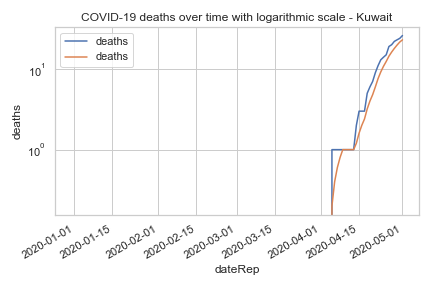 COVID-19 deaths over time with logarithmic scale - Kuwait
deaths
deaths
10¹
10⁰
deaths
2020-01-01
2020-01-15
2020-02-01
2020-02-15
2020-03-01
2020-03-15
2020-04-01
2020-04-15
2020-05-01
dateRep